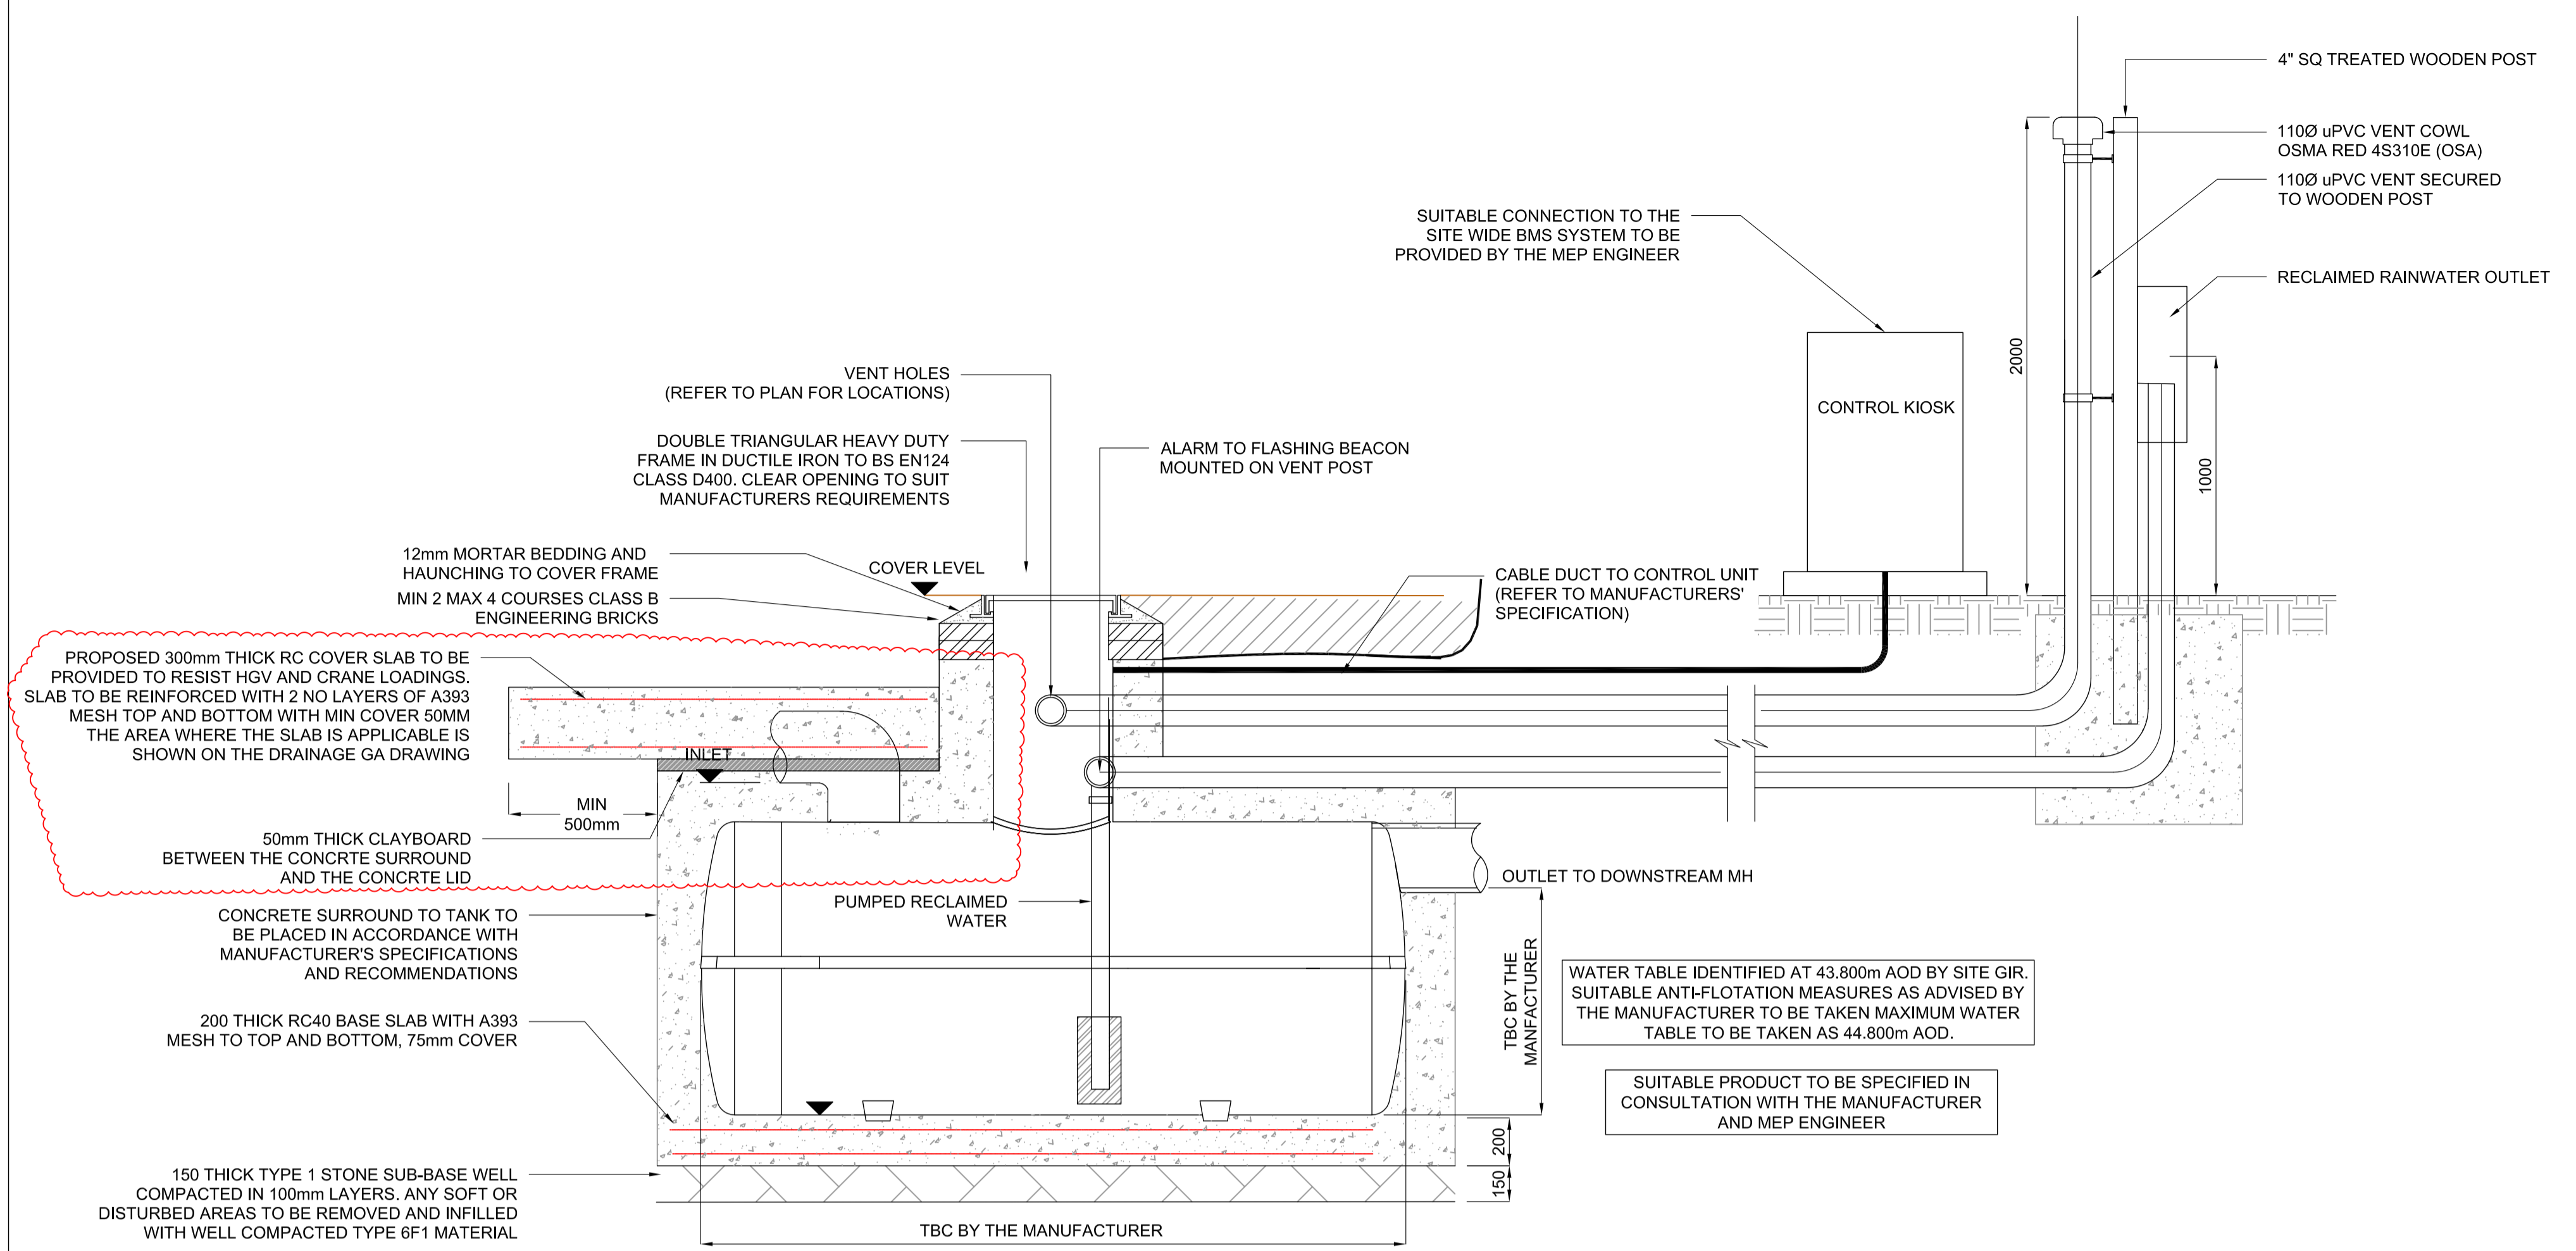 4" SQ TREATED WOODEN POST
110Ø uPVC VENT COWL
OSMA RED 4S310E (OSA)
110Ø uPVC VENT SECURED
TO WOODEN POST
SUITABLE CONNECTION TO THE
SITE WIDE BMS SYSTEM TO BE
PROVIDED BY THE MEP ENGINEER
RECLAIMED RAINWATER OUTLET
2000
1000
CONTROL KIOSK
VENT HOLES
(REFER TO PLAN FOR LOCATIONS)
DOUBLE TRIANGULAR HEAVY DUTY
FRAME IN DUCTILE IRON TO BS EN124
CLASS D400. CLEAR OPENING TO SUIT
MANUFACTURERS REQUIREMENTS
ALARM TO FLASHING BEACON
MOUNTED ON VENT POST
12mm MORTAR BEDDING AND
HAUNCHING TO COVER FRAME
COVER LEVEL
MIN 2 MAX 4 COURSES CLASS B
ENGINEERING BRICKS
CABLE DUCT TO CONTROL UNIT
(REFER TO MANUFACTURERS'
SPECIFICATION)
PROPOSED 300mm THICK RC COVER SLAB TO BE
PROVIDED TO RESIST HGV AND CRANE LOADINGS.
SLAB TO BE REINFORCED WITH 2 NO LAYERS OF A393
MESH TOP AND BOTTOM WITH MIN COVER 50MM
THE AREA WHERE THE SLAB IS APPLICABLE IS
SHOWN ON THE DRAINAGE GA DRAWING
INLET
MIN
500mm
50mm THICK CLAYBOARD
BETWEEN THE CONCRTE SURROUND
AND THE CONCRTE LID
OUTLET TO DOWNSTREAM MH
PUMPED RECLAIMED
WATER
CONCRETE SURROUND TO TANK TO
BE PLACED IN ACCORDANCE WITH
MANUFACTURER'S SPECIFICATIONS
AND RECOMMENDATIONS
TBC BY THE
MANFACTURER
WATER TABLE IDENTIFIED AT 43.800m AOD BY SITE GIR.
SUITABLE ANTI-FLOTATION MEASURES AS ADVISED BY
THE MANUFACTURER TO BE TAKEN MAXIMUM WATER
TABLE TO BE TAKEN AS 44.800m AOD.
200 THICK RC40 BASE SLAB WITH A393
MESH TO TOP AND BOTTOM, 75mm COVER
SUITABLE PRODUCT TO BE SPECIFIED IN
CONSULTATION WITH THE MANUFACTURER
AND MEP ENGINEER
200
150
150 THICK TYPE 1 STONE SUB-BASE WELL
COMPACTED IN 100mm LAYERS. ANY SOFT OR
DISTURBED AREAS TO BE REMOVED AND INFILLED
WITH WELL COMPACTED TYPE 6F1 MATERIAL
TBC BY THE MANUFACTURER